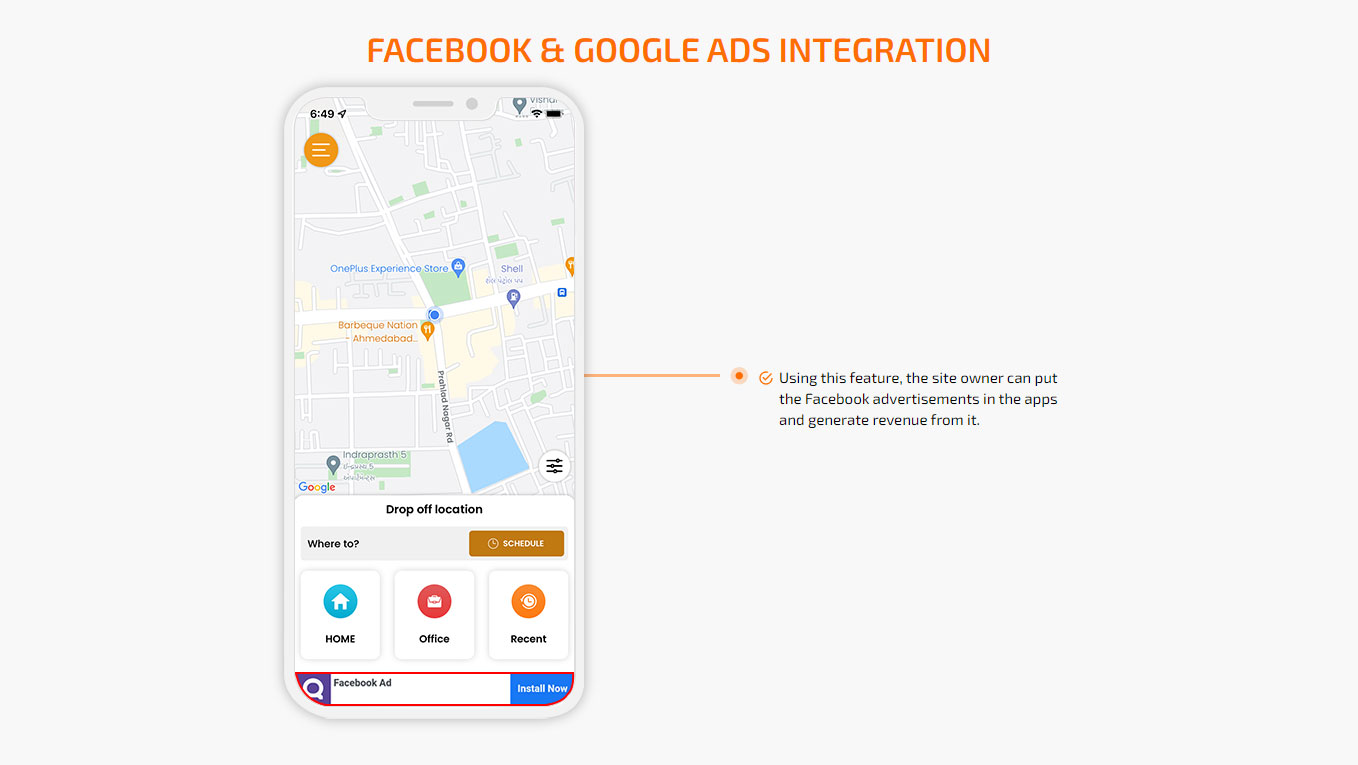 FACEBOOK & GOOGLE ADS INTEGRATION
6:49
OnePlus Experience Store
Shell
Barbeque Nation
- Ahmedabad...
Prahlad Nagar Rd
Indraprasth 5
Google
Drop off location
Where to?
SCHEDULE
HOME
Office
Recent
Facebook Ad
Install Now
Using this feature, the site owner can put
the Facebook advertisements in the apps
and generate revenue from it.